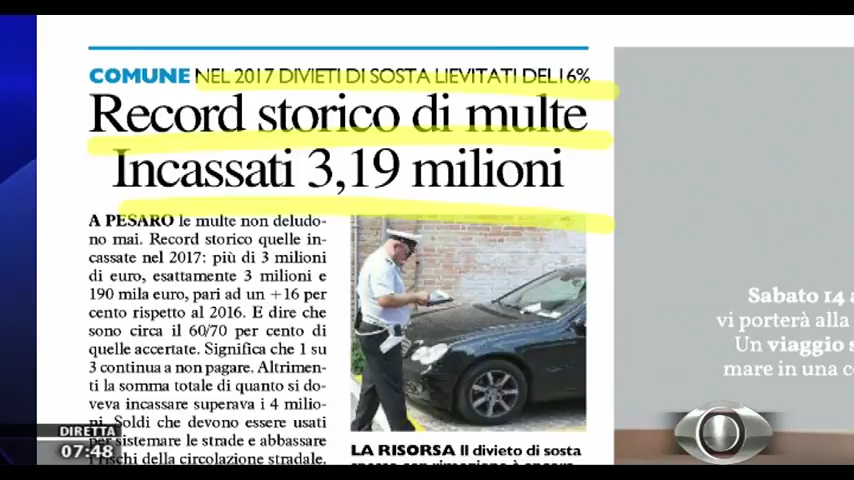 COMUNE NEL 2017 DIVIETI DI SOSTA LIEVITATI DEL16%
Record storico di multe
Incassati 3,19 milioni
A PESARO le multe non deludo-
no mai. Record storico quelle in-
cassate nel 2017: più di 3 milioni
di euro, esattamente 3 milioni e
190 mila euro, pari ad un +16 per
cento rispetto al 2016. E dire che
sono circa il 60/70 per cento di
quelle accertate. Significa che 1 su
3 continua a non pagare. Altrimen-
ti la somma totale di quanto si do-
veva incassare superava i 4 milio-
ni. Soldi che devono essere usati
per sistemare le strade e abbassare
i rischi della circolazione stradale.
LA RISORSA Il divieto di sosta
Sabato 14
vi porterà alla
Un viaggio
mare in una
DIRETTA
07:48